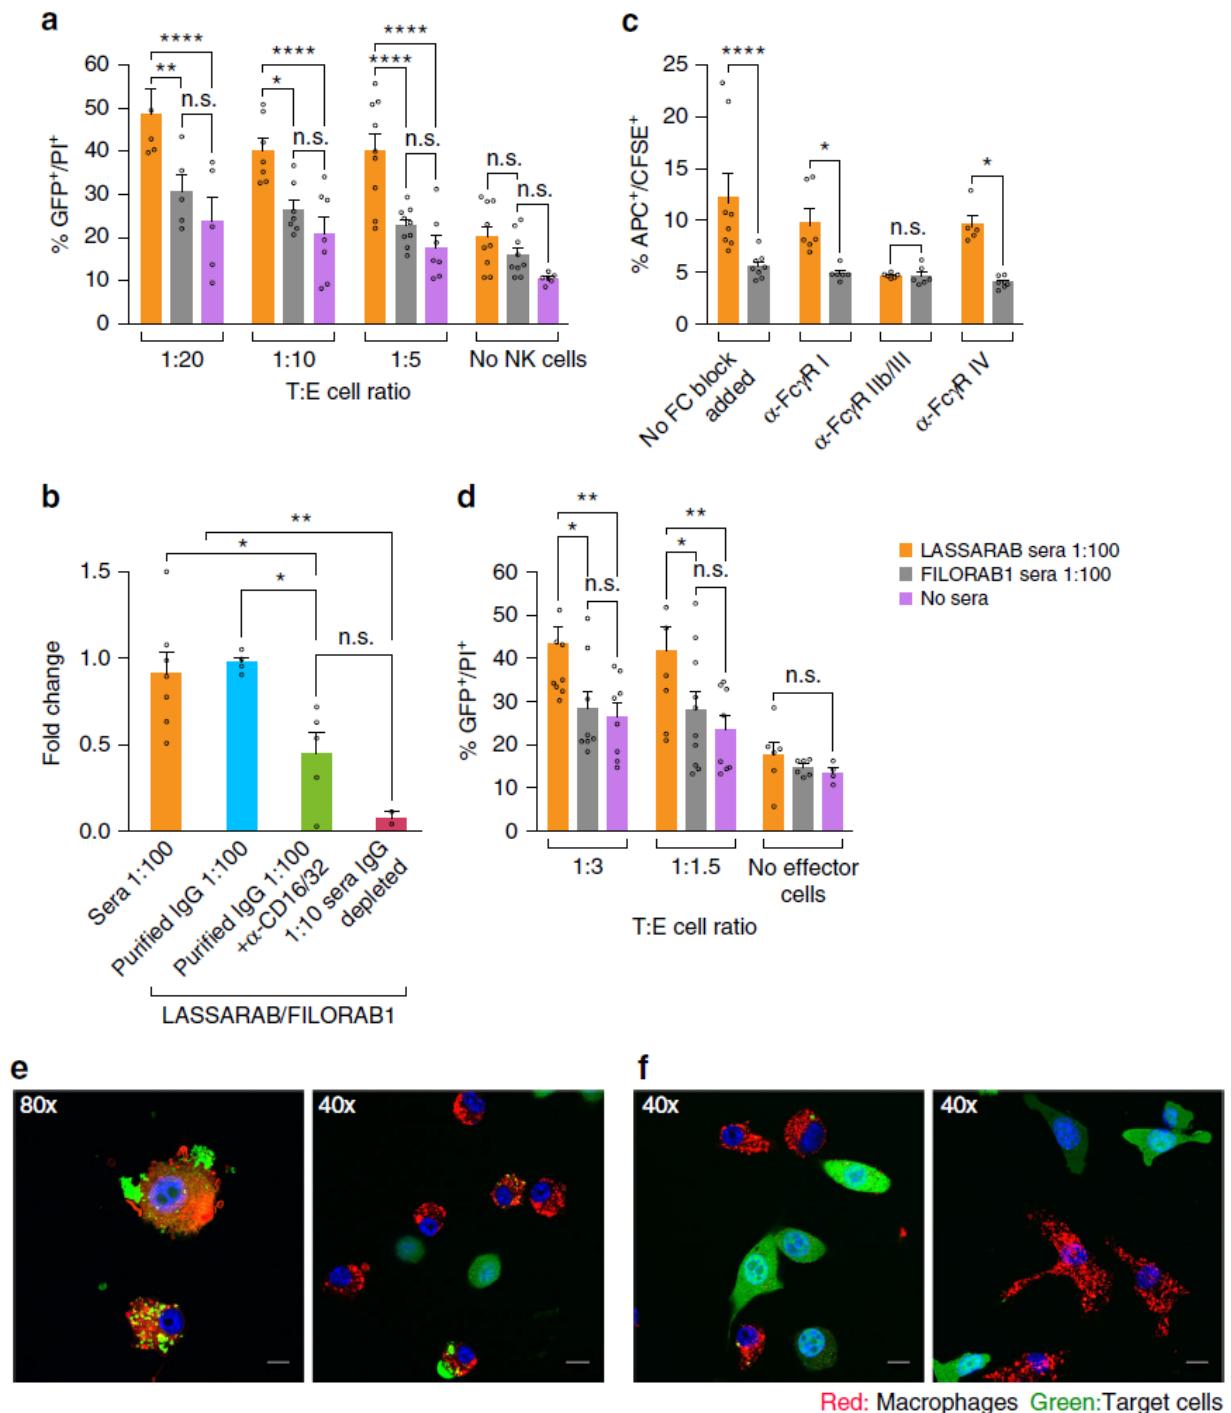 a
% GFP⁺/PI⁺
60
50
40
30
20
10
0
****
**
n.s.
****
*
n.s.
****
****
n.s.
n.s.
n.s.
1:20
1:10
1:5
No NK cells
T:E cell ratio
c
% APC⁺/CFSE⁺
25
20
15
10
5
0
****
*
n.s.
*
No FC block
added
α-FcγR I
α-FcγR IIb/III
α-FcγR IV
b
Fold change
1.5
1.0
0.5
0.0
**
*
*
n.s.
Sera 1:100
Purified IgG 1:100
Purified IgG 1:100
+α-CD16/32
1:10 sera IgG
depleted
LASSARAB/FILORAB1
d
% GFP⁺/PI⁺
60
50
40
30
20
10
0
**
*
n.s.
**
*
n.s.
n.s.
1:3
1:1.5
No effector
cells
T:E cell ratio
LASSARAB sera 1:100
FILORAB1 sera 1:100
No sera
e
80x
40x
f
40x
40x
Red: Macrophages Green:Target cells